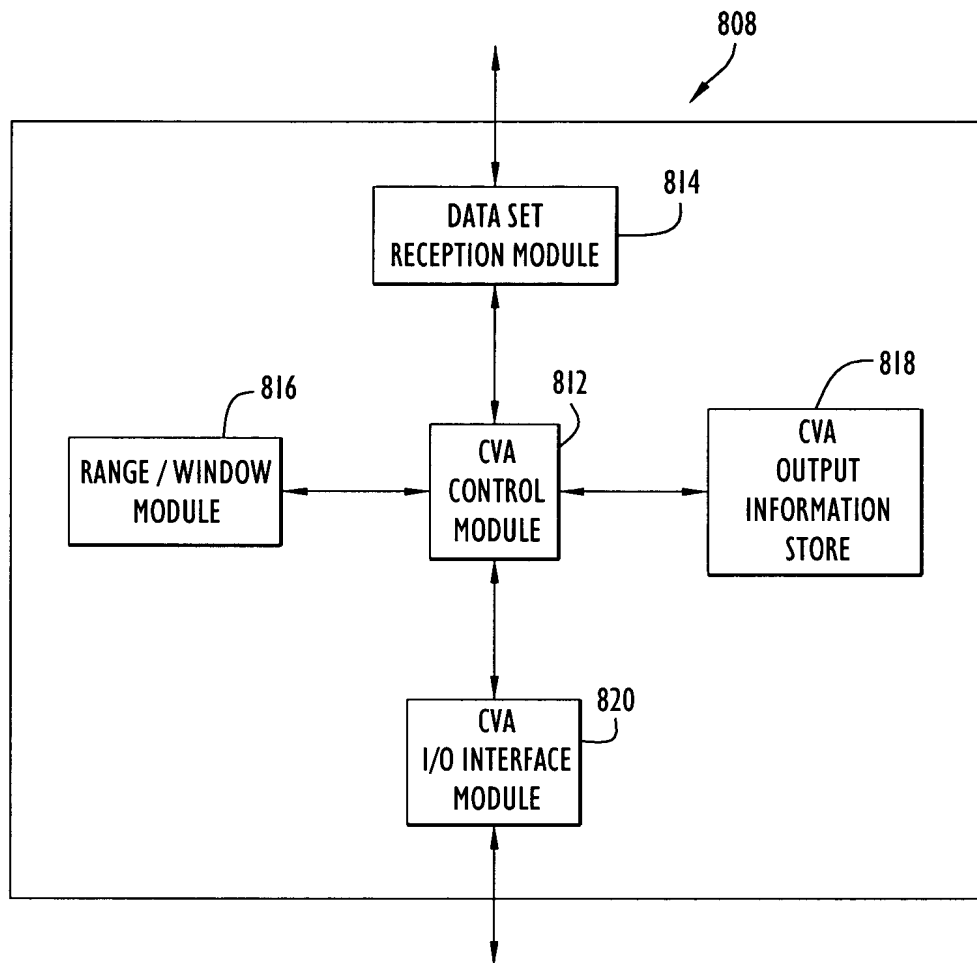 808
DATA SET
RECEPTION MODULE
814
816
RANGE / WINDOW
MODULE
812
CVA
CONTROL
MODULE
818
CVA
OUTPUT
INFORMATION
STORE
820
CVA
I/O INTERFACE
MODULE